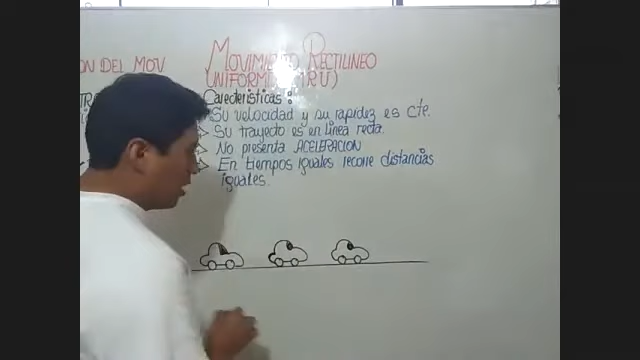 ON DEL MOV
MOVIMIENTO RECTILINEO
UNIFORME (M R U)
Características :
Su velocidad y su rapidez es cte.
Su trayecto es en línea recta.
No presenta ACELERACION
En tiempos iguales recorre distancias
iguales.